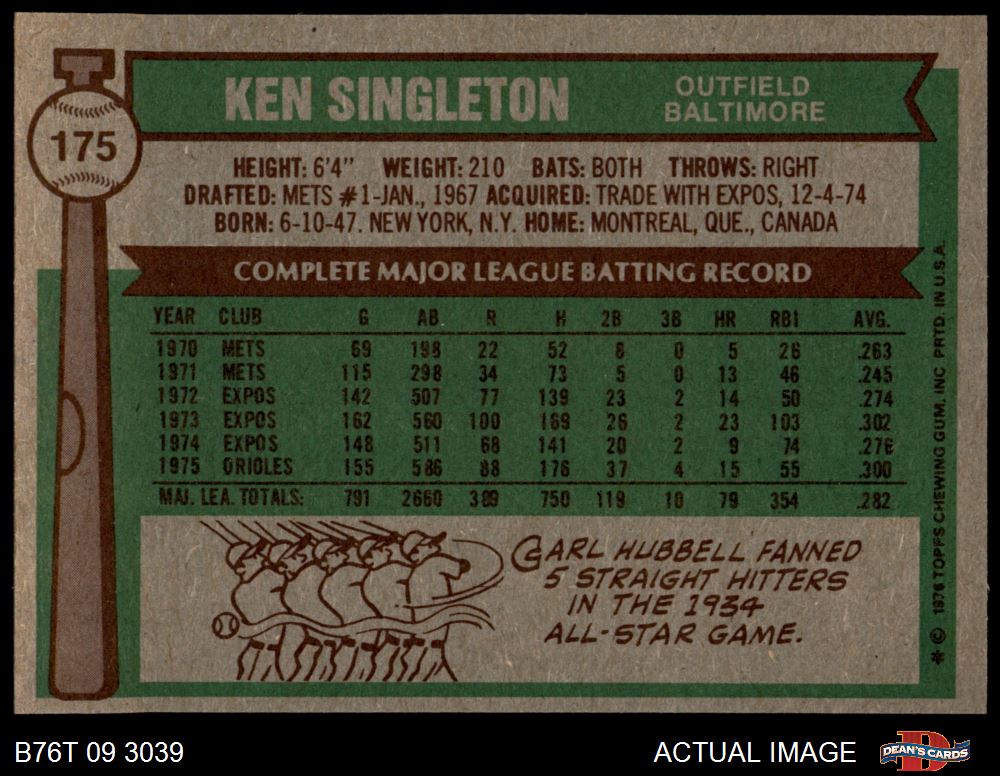 175
KEN SINGLETON
OUTFIELD
BALTIMORE
HEIGHT: 6'4" WEIGHT: 210 BATS: BOTH THROWS: RIGHT
DRAFTED: METS #1-JAN., 1967 ACQUIRED: TRADE WITH EXPOS, 12-4-74
BORN: 6-10-47. NEW YORK, N.Y. HOME: MONTREAL, QUE., CANADA
COMPLETE MAJOR LEAGUE BATTING RECORD
YEAR CLUB G AB R H 2B 3B HR RBI AVG.
1970 METS 69 198 22 52 8 0 5 26 .263
1971 METS 115 298 34 73 5 0 13 46 .245
1972 EXPOS 142 507 77 139 23 2 14 50 .274
1973 EXPOS 162 560 100 169 26 2 23 103 .302
1974 EXPOS 148 511 68 141 20 2 9 74 .276
1975 ORIOLES 155 586 88 176 37 4 15 55 .300
MAJ. LEA. TOTALS: 791 2660 389 750 119 10 79 354 .282
CARL HUBBELL FANNED
5 STRAIGHT HITTERS
IN THE 1934
ALL-STAR GAME.
* © 1976 TOPPS CHEWING GUM, INC PRTD. IN U.S.A.
B76T 09 3039
ACTUAL IMAGE
DEAN'S CARDS